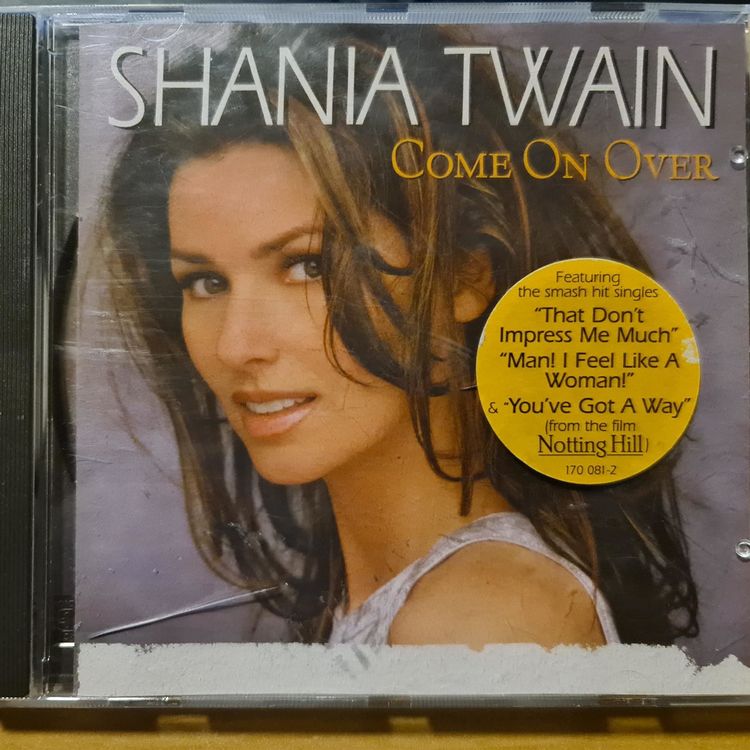 SHANIA TWAIN
COME ON OVER
Featuring
the smash hit singles
"That Don't
Impress Me Much"
"Man! I Feel Like A
Woman!"
& "You've Got A Way"
(from the film
Notting Hill)
170 081-2